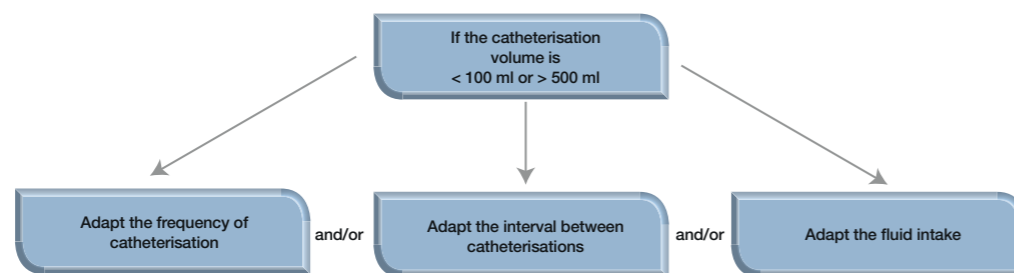 If the catheterisation
volume is
< 100 ml or > 500 ml
Adapt the frequency of
catheterisation
and/or
Adapt the interval between
catheterisations
and/or
Adapt the fluid intake